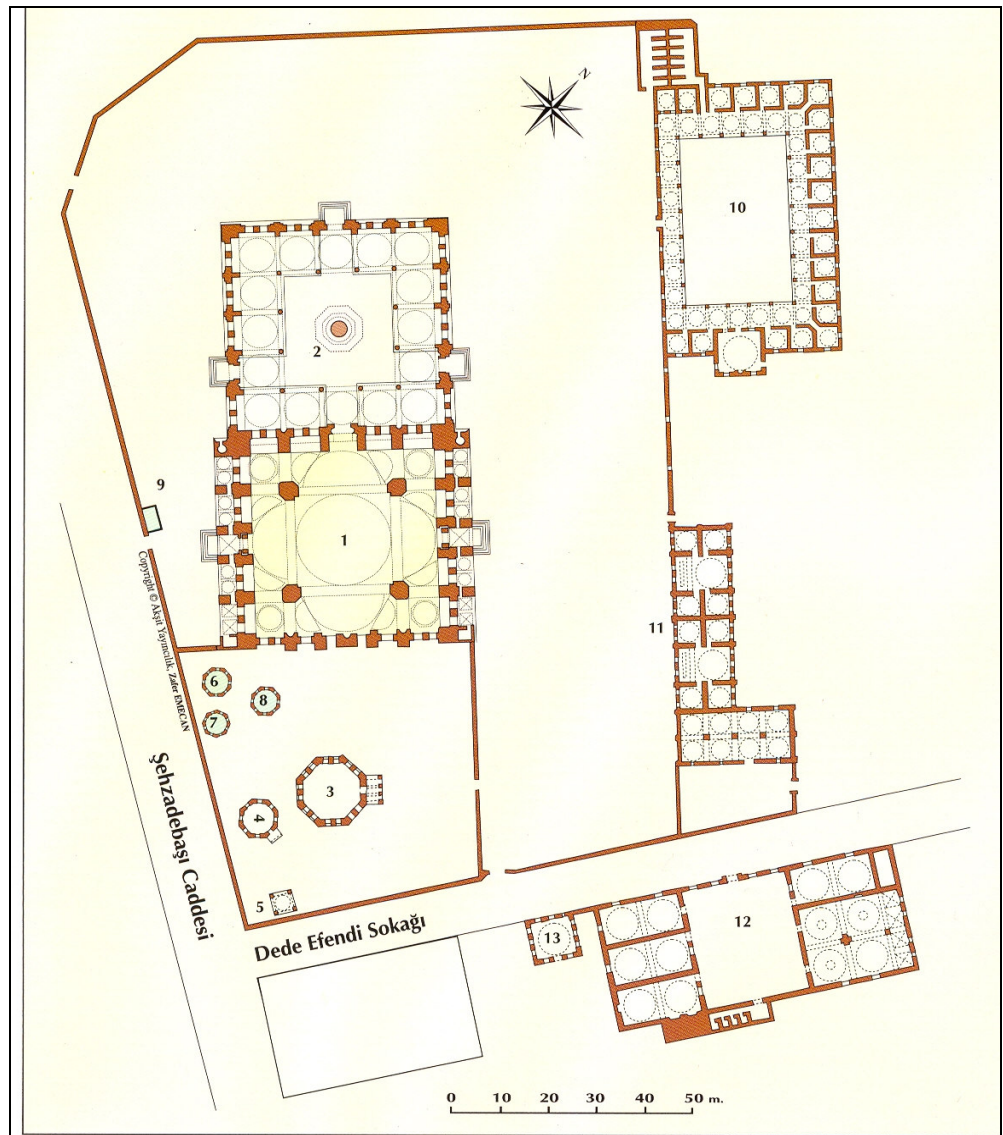 N
10
2
9
1
Copyright © Akşit Yayıncılık, Zafer EMECAN
11
6
8
7
3
4
Şehzadebaşı Caddesi
5
Dede Efendi Sokağı
13
12
0 10 20 30 40 50 m.